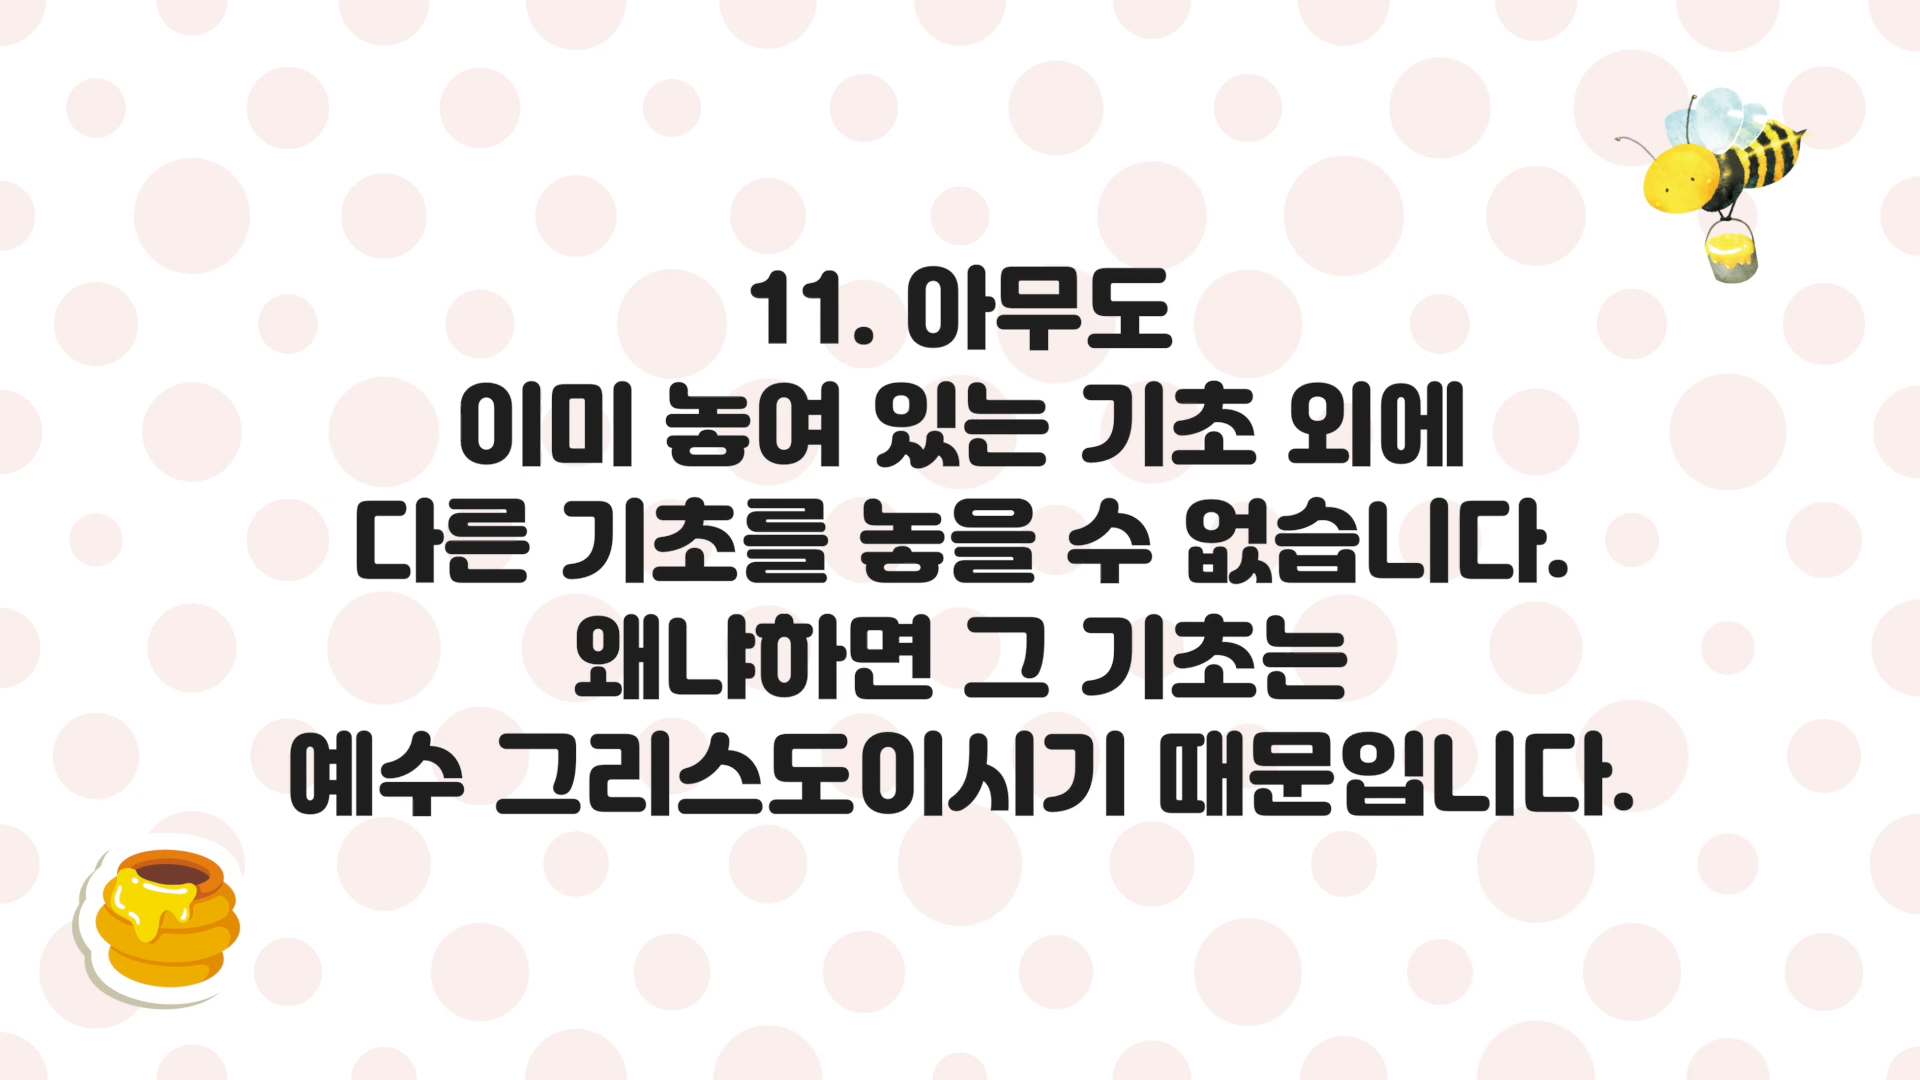 11. 아무도
이미 놓여 있는 기초 외에
다른 기초를 놓을 수 없습니다.
왜냐하면 그 기초는
예수 그리스도이시기 때문입니다.